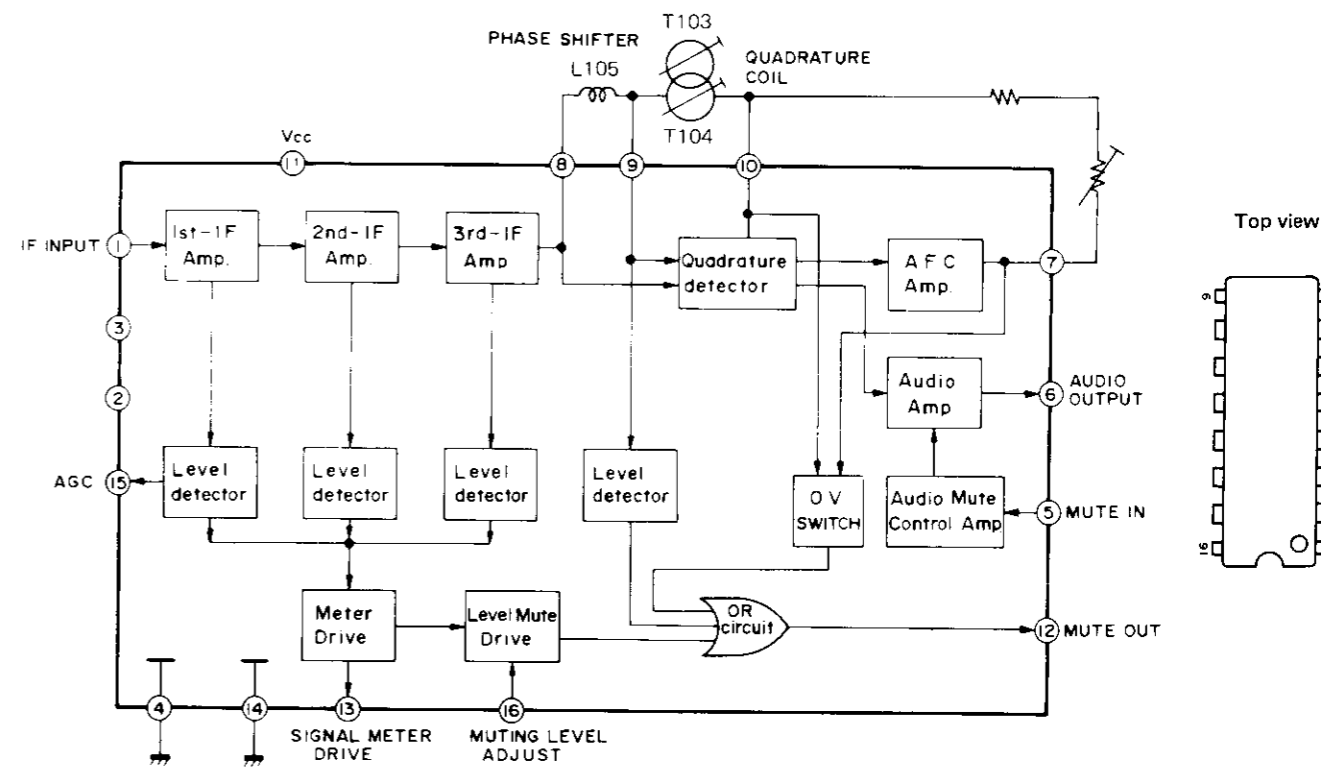 T103
PHASE SHIFTER
L105
QUADRATURE
COIL
T104
Vcc
11
8
9
10
IF INPUT
1
1st-IF
Amp.
2nd-IF
Amp.
3rd-IF
Amp
Quadrature
detector
AFC
Amp.
7
Top view
3
2
Audio
Amp
6
AUDIO
OUTPUT
AGC
15
Level
detector
Level
detector
Level
detector
Level
detector
0 V
SWITCH
Audio Mute
Control Amp
5
MUTE IN
Meter
Drive
Level Mute
Drive
OR
circuit
12
MUTE OUT
4
14
13
16
SIGNAL METER
DRIVE
MUTING LEVEL
ADJUST
9
16